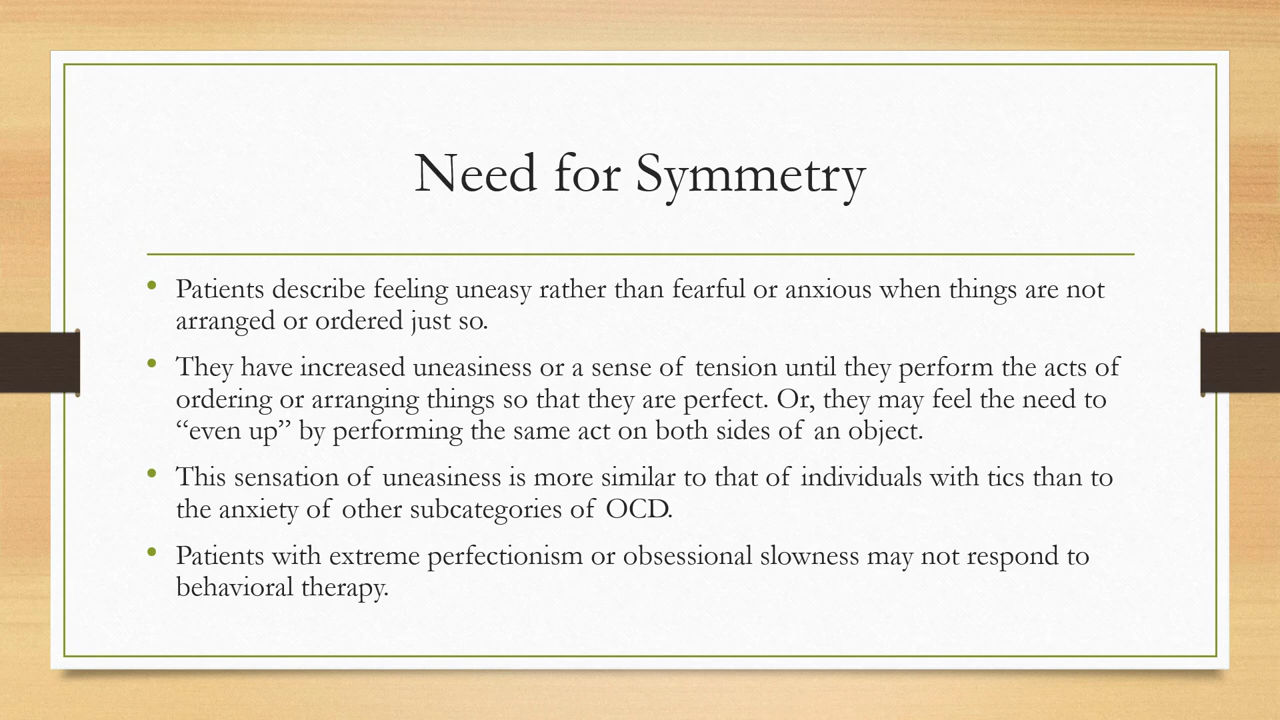 Need for Symmetry
• Patients describe feeling uneasy rather than fearful or anxious when things are not
arranged or ordered just so.
• They have increased uneasiness or a sense of tension until they perform the acts of
ordering or arranging things so that they are perfect. Or, they may feel the need to
“even up” by performing the same act on both sides of an object.
• This sensation of uneasiness is more similar to that of individuals with tics than to
the anxiety of other subcategories of OCD.
• Patients with extreme perfectionism or obsessional slowness may not respond to
behavioral therapy.